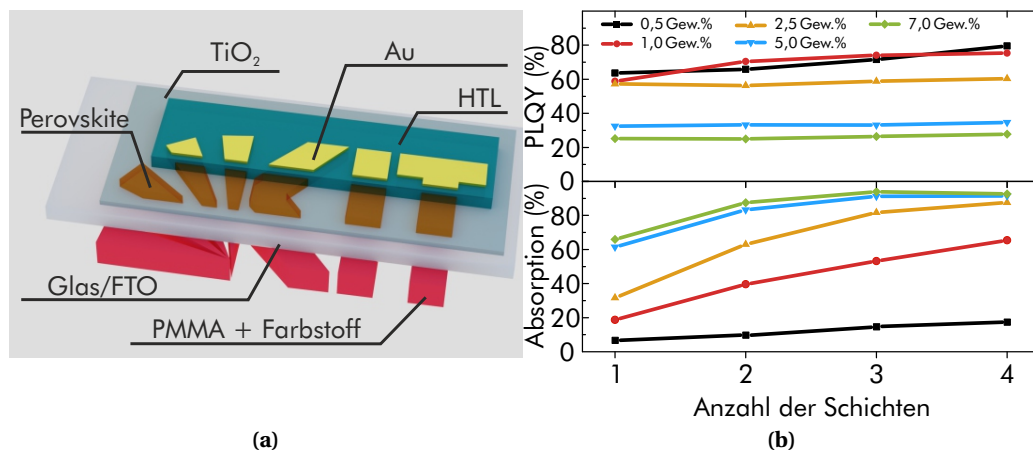 TiO₂
Au
HTL
Perovskite
Glas/FTO
PMMA + Farbstoff
(a)
0,5 Gew.% 2,5 Gew.% 7,0 Gew.%
1,0 Gew.% 5,0 Gew.%
PLQY (%)
80
60
40
20
0
Absorption (%)
80
60
40
20
0
1 2 3 4
Anzahl der Schichten
(b)